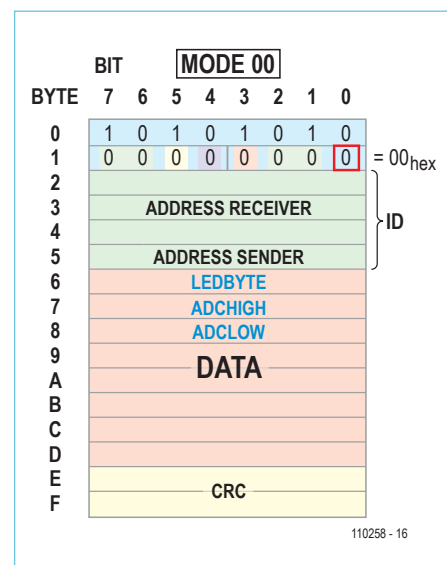 BIT MODE 00
BYTE 7 6 5 4 3 2 1 0
0 1 0 1 0 1 0 1 0
1 0 0 0 0 0 0 0 0 = 00hex
2
3 ADDRESS RECEIVER
ID
4
5 ADDRESS SENDER
6 LEDBYTE
7 ADCHIGH
8 ADCLOW
9
DATA
A
B
C
D
E
CRC
F
110258 - 16